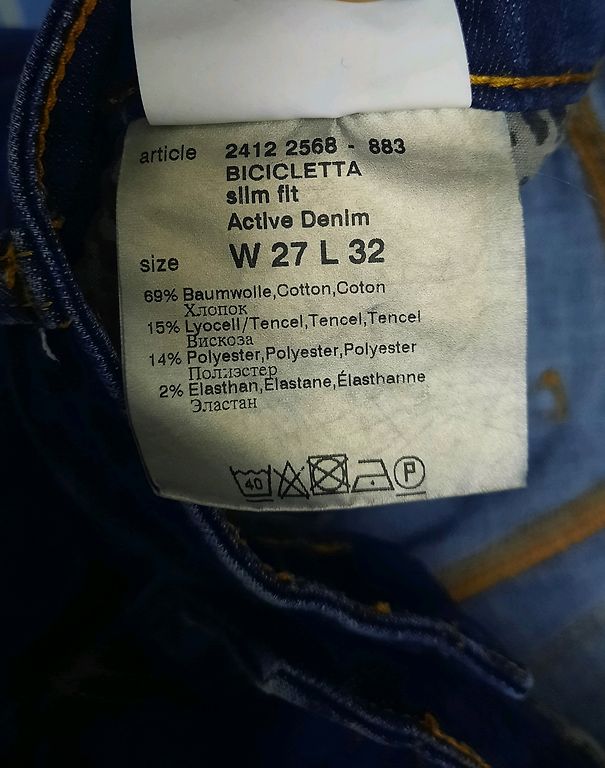 article 2412 2568 - 883
BICICLETTA
slim fit
Active Denim
size W 27 L 32
69% Baumwolle,Cotton,Coton
Хлопок
15% Lyocell/Tencel,Tencel,Tencel
Вискоза
14% Polyester,Polyester,Polyester
Полиэстер
2% Elasthan,Elastane,Élasthanne
Эластан
40 P